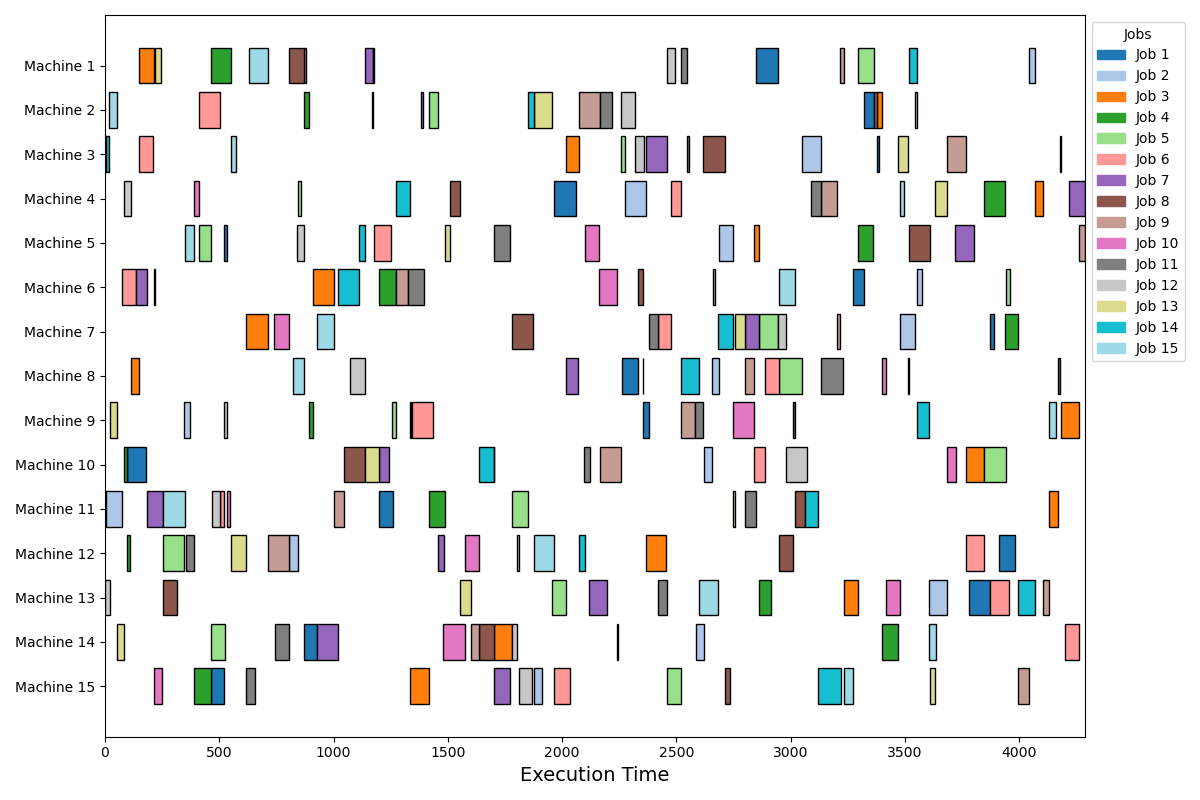 Machine 1
Machine 2
Machine 3
Machine 4
Machine 5
Machine 6
Machine 7
Machine 8
Machine 9
Machine 10
Machine 11
Machine 12
Machine 13
Machine 14
Machine 15
0 500 1000 1500 2000 2500 3000 3500 4000
Execution Time
Jobs
Job 1
Job 2
Job 3
Job 4
Job 5
Job 6
Job 7
Job 8
Job 9
Job 10
Job 11
Job 12
Job 13
Job 14
Job 15